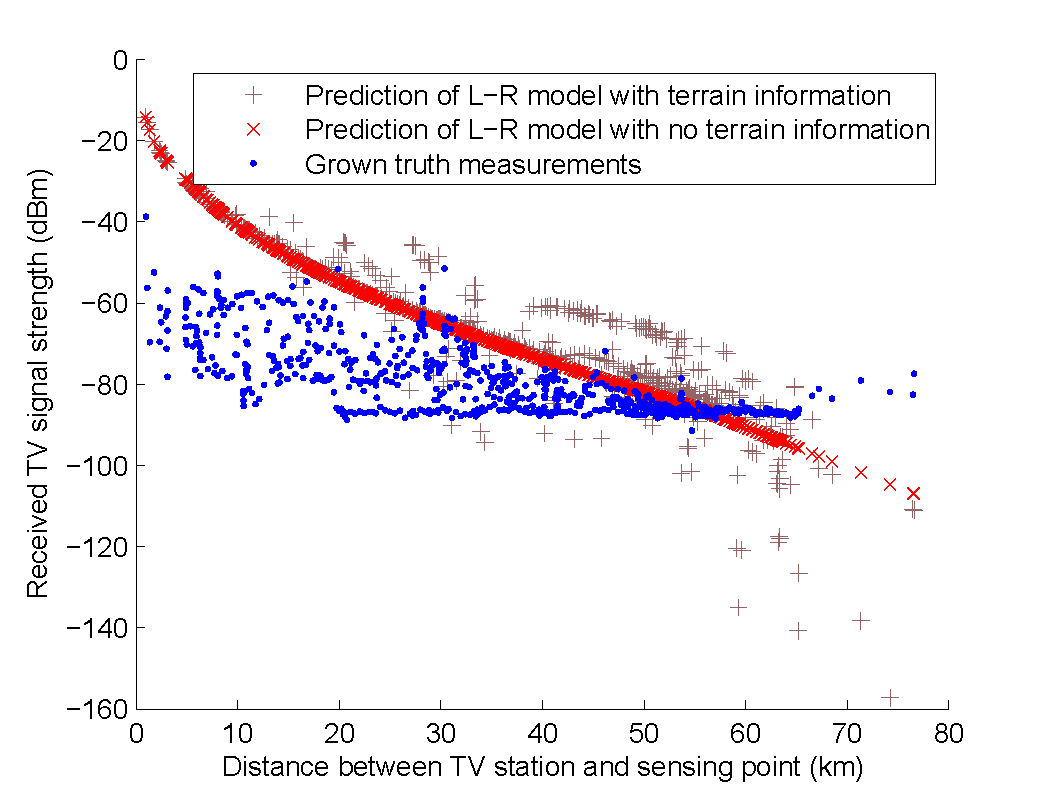 0
−20
−40
−60
−80
−100
−120
−140
−160
0 10 20 30 40 50 60 70 80
Received TV signal strength (dBm)
Distance between TV station and sensing point (km)
Prediction of L−R model with terrain information
Prediction of L−R model with no terrain information
Grown truth measurements